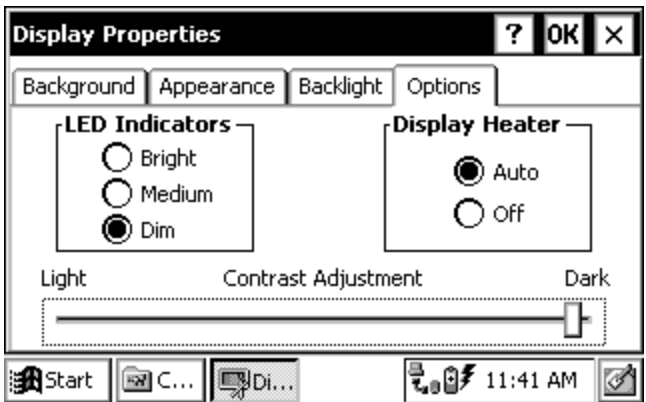 Display Properties ? OK ×
Background Appearance Backlight Options
LED Indicators Display Heater
Bright Auto
Medium Off
Dim
Light Contrast Adjustment Dark
Start C... Di... 11:41 AM